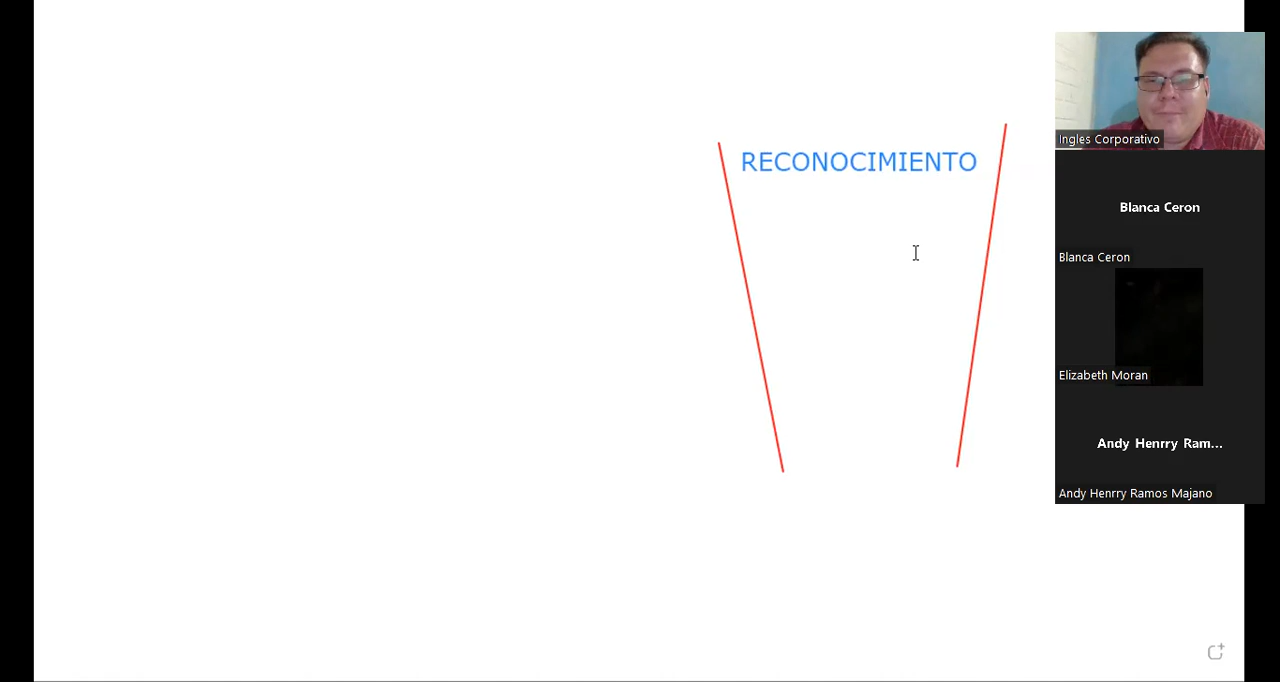 RECONOCIMIENTO
Ingles Corporativo
Blanca Ceron
Blanca Ceron
Elizabeth Moran
Andy Henrry Ram...
Andy Henrry Ramos Majano